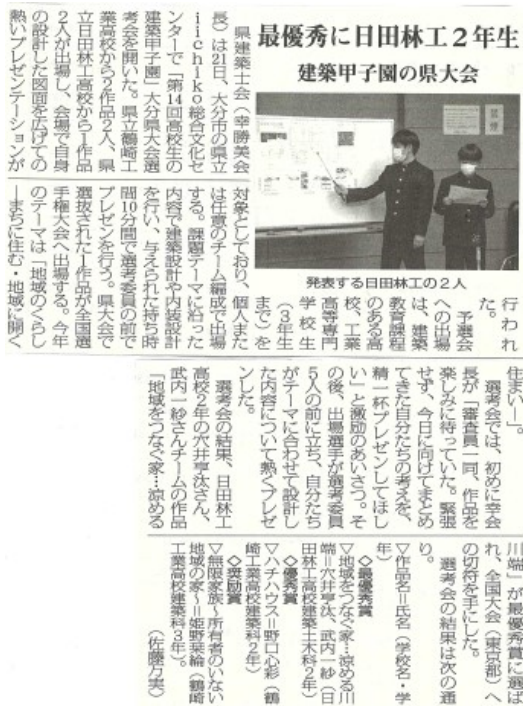 最優秀に日田林工2年生
建築甲子園の県大会
県建築士会（幸勝美会
長）は21日、大分市の県立
iichiko総合文化セ
ンターで「第14回高校生の
建築甲子園」大分県大会選
考会を開いた。県立鶴崎工
業高校から2作品2人、県
立日田林工高校から1作品
2人が出場し、会場で自身
の設計した図面を広げての
熱いプレゼンテーションが
発表する日田林工の2人
行われ
た。
予選会
への出場
は、建築
教育課程
のある高
校、工業
高等専門
学校生
（3年生
まで）を
対象としており、個人また
は任意のチーム編成で出場
する。課題テーマに沿った
内容で建築設計や内装設計
を行い、与えられた持ち時
間10分間で選考委員の前で
プレゼンを行う。県大会で
選抜された1作品が全国選
手権大会へ出場する。今年
のテーマは「地域のくらし
―まちに住む・地域に開く
住まい―」。
選考会では、初めに幸会
長が「審査員一同、作品を
楽しみに待っていた。緊張
せず、今日に向けてまとめ
てきた自分たちの考えを、
精一杯プレゼンしてほし
い」と激励のあいさつ。そ
の後、出場選手が選考委員
5人の前に立ち、自分たち
がテーマに合わせて設計し
た内容について熱くプレゼ
ンした。
選考会の結果、日田林工
高校2年の穴井亨汰さん、
武内一紗さんチームの作品
「地域をつなぐ家…涼める
川端」が最優秀賞に選ば
れ、全国大会（東京都）へ
の切符を手にした。
選考会の結果は次の通
り。
▽作品名＝氏名（学校名・学
年）
◇最優秀賞
▽地域をつなぐ家…涼める川
端＝穴井亨汰、武内一紗（日
田林工高校建築土木科2年）
◇優秀賞
▽ハチハウス＝野口心彩（鶴
崎工業高校建築科2年）
◇奨励賞
▽無限家族～所有者のいない
地域の家～＝姫野栞綸（鶴崎
工業高校建築科3年）。
（佐藤万実）